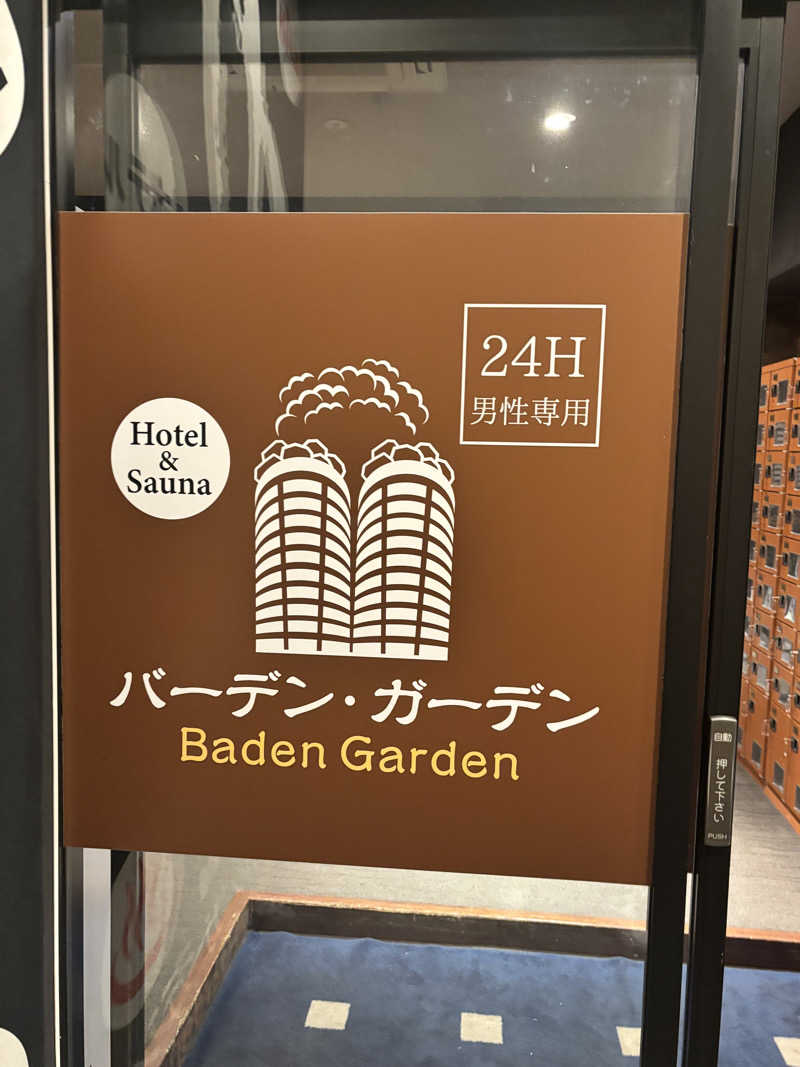 24H
男性専用
Hotel
&
Sauna
バーデン・ガーデン
Baden Garden
自動
押して下さい
PUSH